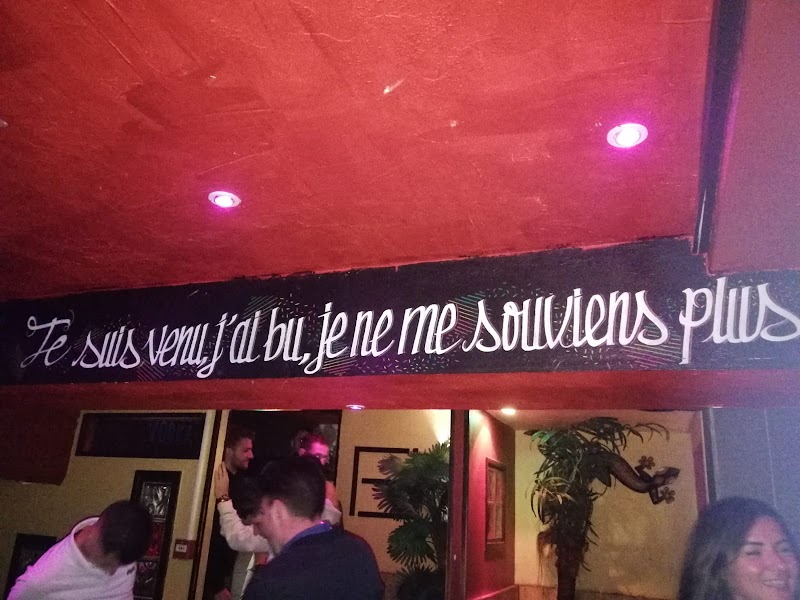 Je suis venu, j'ai bu, je ne me souviens plus